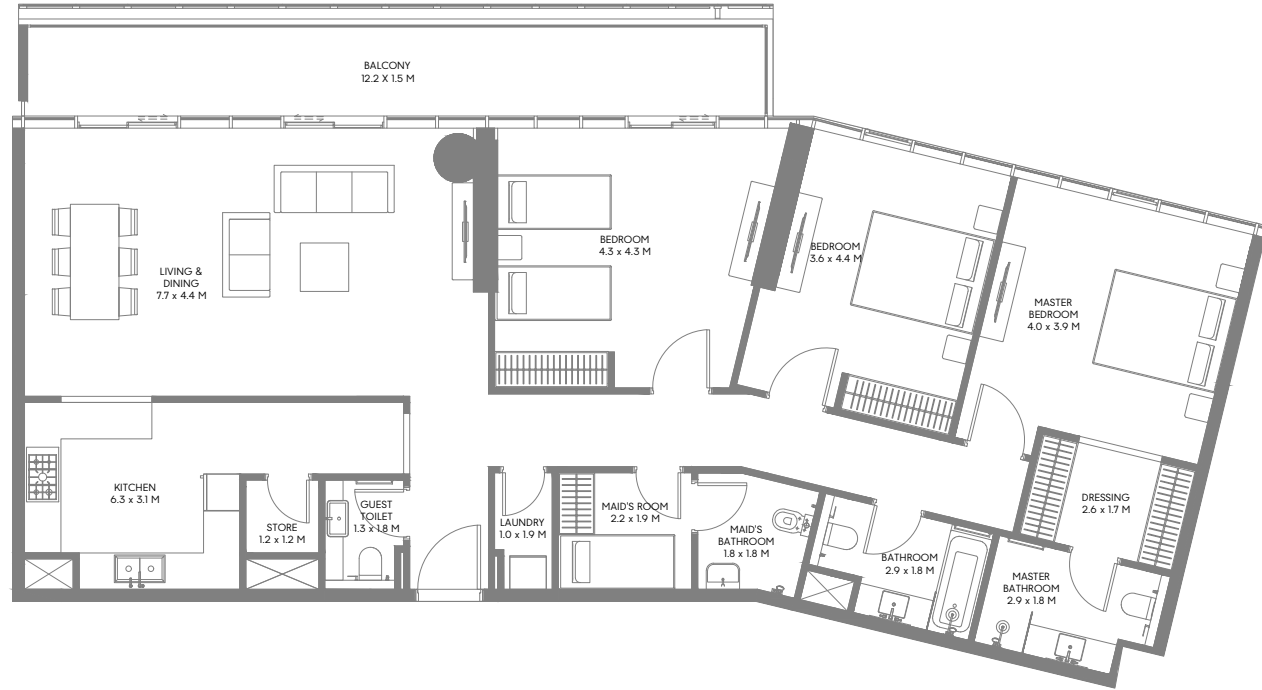 BALCONY
12.2 X 1.5 M
LIVING &
DINING
7.7 x 4.4 M
BEDROOM
4.3 x 4.3 M
BEDROOM
3.6 x 4.4 M
MASTER
BEDROOM
4.0 x 3.9 M
KITCHEN
6.3 x 3.1 M
STORE
1.2 x 1.2 M
GUEST
TOILET
1.3 x 1.8 M
LAUNDRY
1.0 x 1.9 M
MAID'S ROOM
2.2 x 1.9 M
MAID'S
BATHROOM
1.8 x 1.8 M
BATHROOM
2.9 x 1.8 M
DRESSING
2.6 x 1.7 M
MASTER
BATHROOM
2.9 x 1.8 M